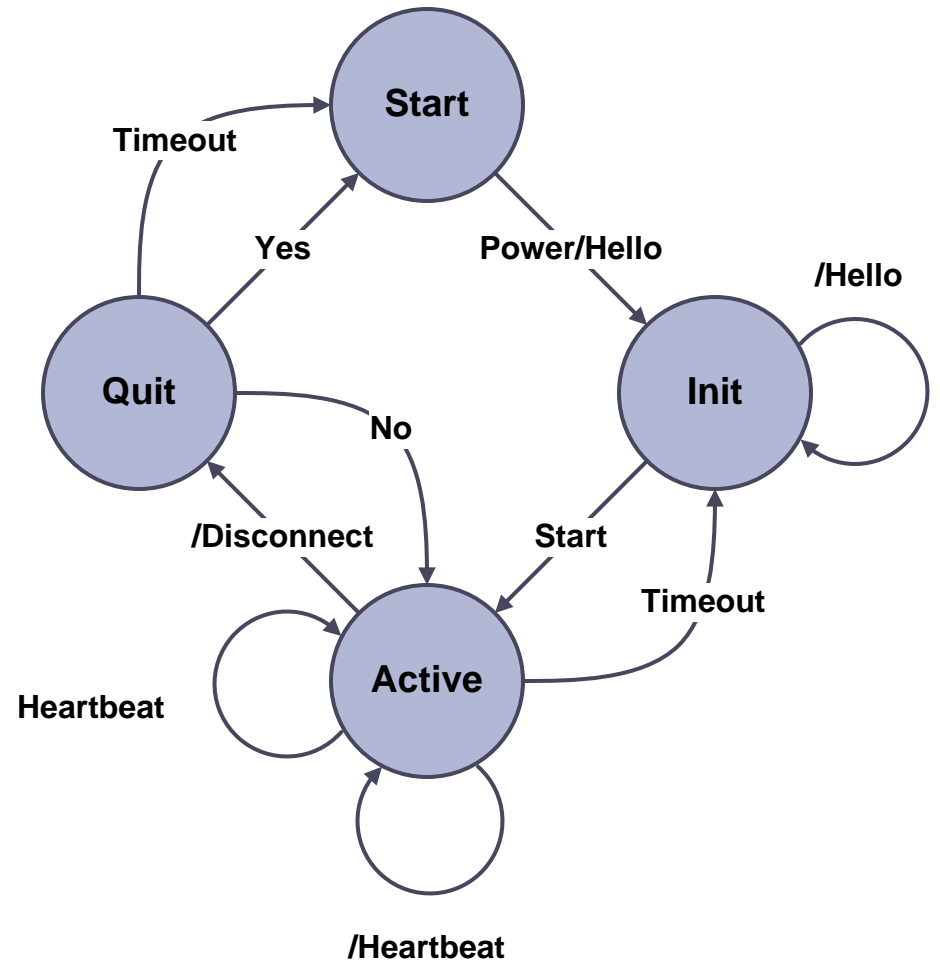 Start
Timeout
Yes
Power/Hello
/Hello
Quit
Init
No
/Disconnect
Start
Timeout
Active
Heartbeat
/Heartbeat